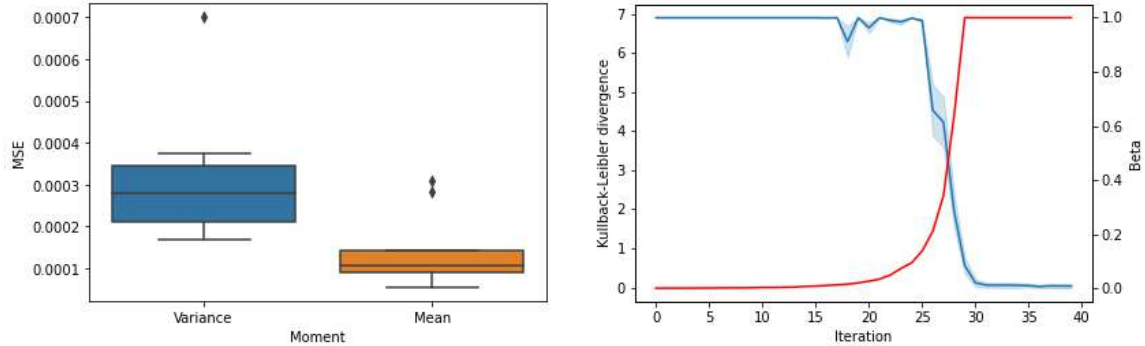 0.0007
0.0006
0.0005
0.0004
0.0003
0.0002
0.0001
MSE
Variance
Mean
Moment
7
6
5
4
3
2
1
0
Kullback-Leibler divergence
1.0
0.8
0.6
0.4
0.2
0.0
Beta
0 5 10 15 20 25 30 35 40
Iteration